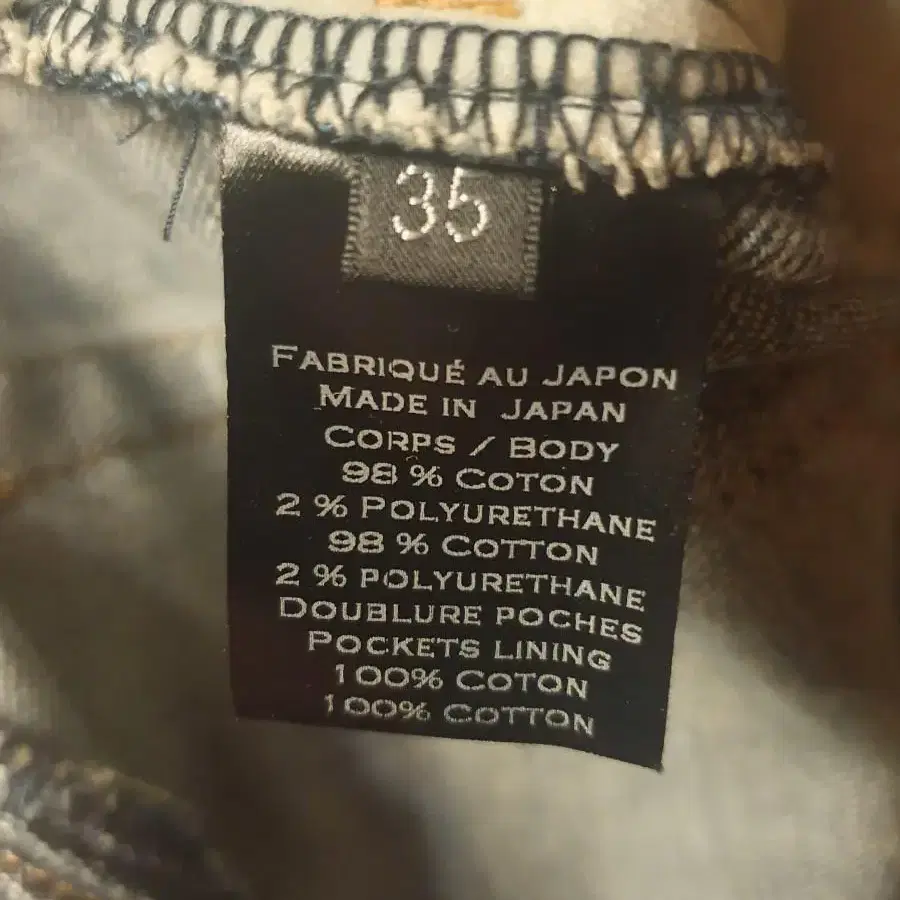 35
FABRIQUÉ AU JAPON
MADE IN JAPAN
CORPS / BODY
98 % COTON
2 % POLYURETHANE
98 % COTTON
2 % POLYURETHANE
DOUBLURE POCHES
POCKETS LINING
100% COTON
100% COTTON